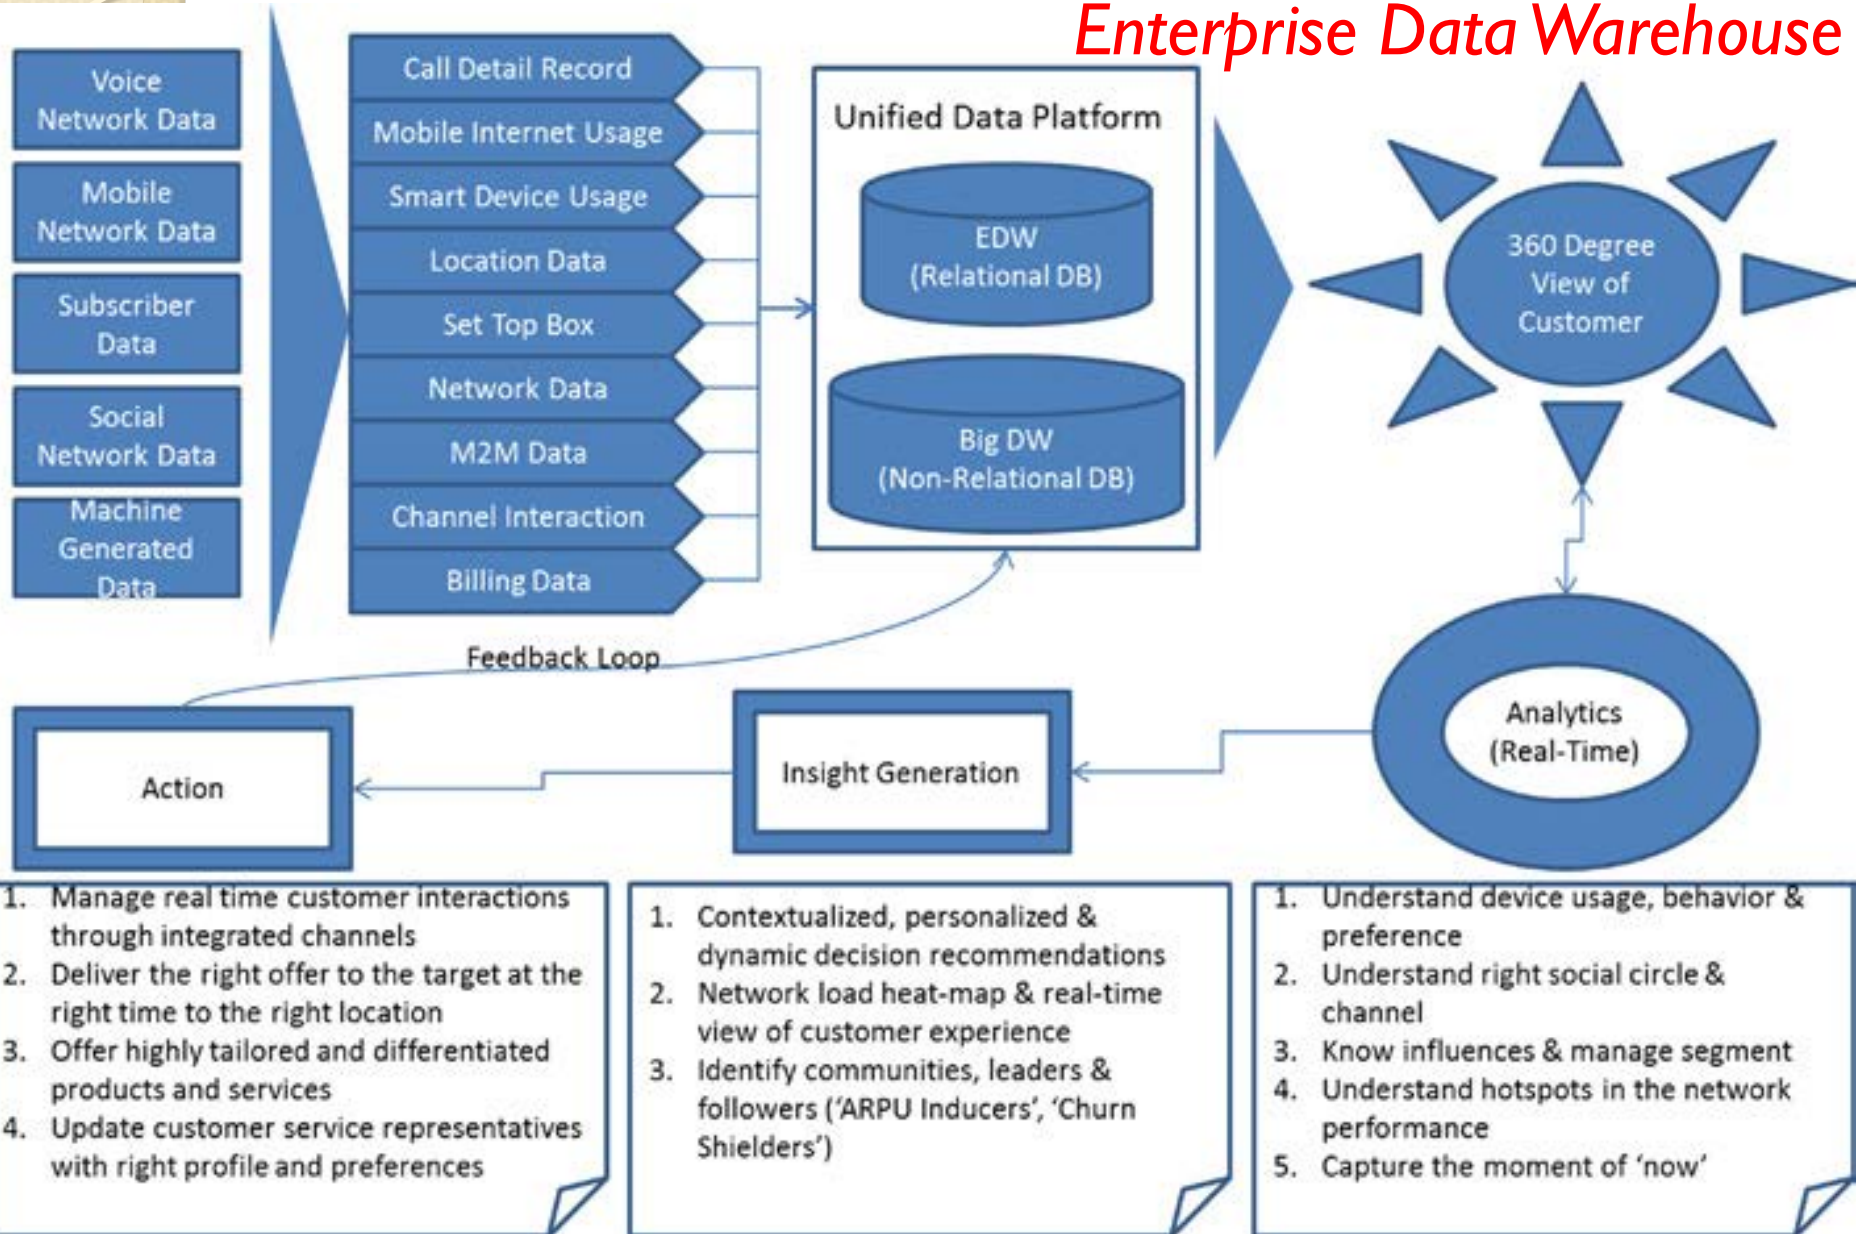 Enterprise Data Warehouse
Voice
Network Data
Mobile
Network Data
Subscriber
Data
Social
Network Data
Machine
Generated
Data
Call Detail Record
Mobile Internet Usage
Smart Device Usage
Location Data
Set Top Box
Network Data
M2M Data
Channel Interaction
Billing Data
Unified Data Platform
EDW
(Relational DB)
Big DW
(Non-Relational DB)
360 Degree
View of
Customer
Feedback Loop
Action
Insight Generation
Analytics
(Real-Time)
1. Manage real time customer interactions
through integrated channels
2. Deliver the right offer to the target at the
right time to the right location
3. Offer highly tailored and differentiated
products and services
4. Update customer service representatives
with right profile and preferences
1. Contextualized, personalized &
dynamic decision recommendations
2. Network load heat-map & real-time
view of customer experience
3. Identify communities, leaders &
followers (‘ARPU Inducers’, ‘Churn
Shielders’)
1. Understand device usage, behavior &
preference
2. Understand right social circle &
channel
3. Know influences & manage segment
4. Understand hotspots in the network
performance
5. Capture the moment of ‘now’